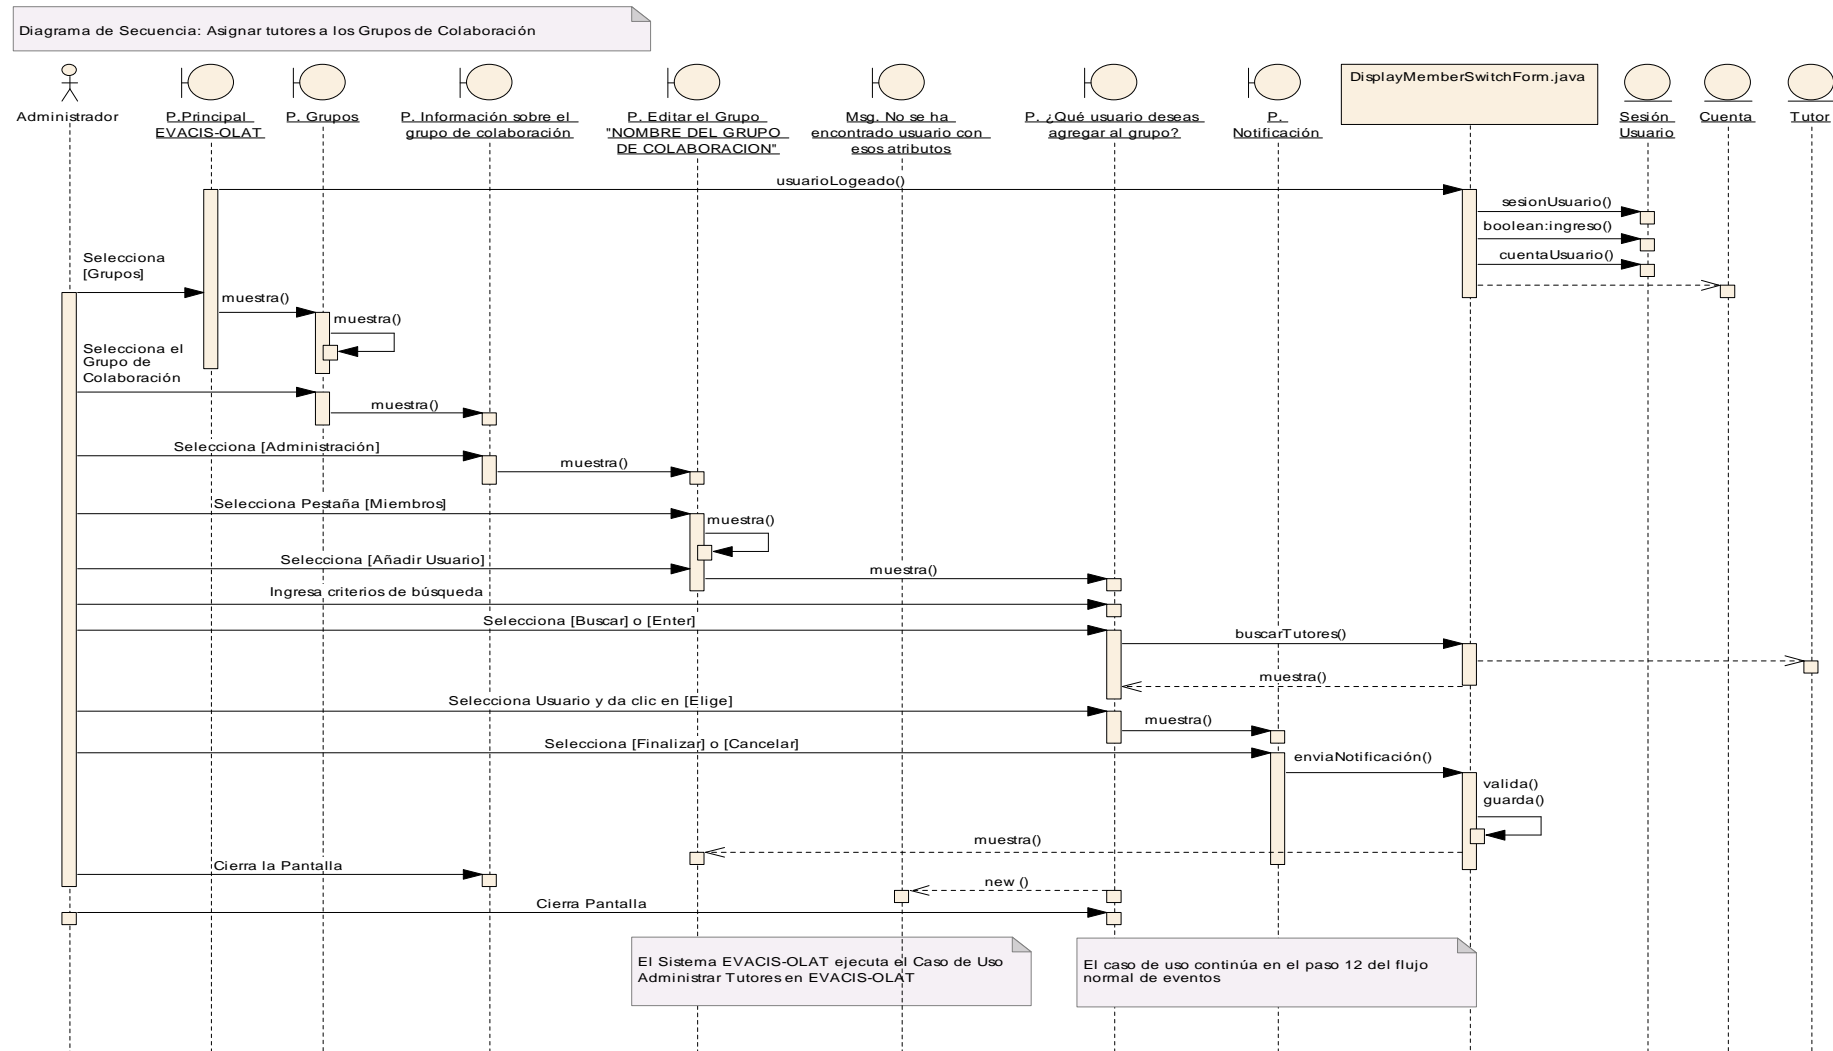 Diagrama de Secuencia: Asignar tutores a los Grupos de Colaboración
Administrador
P.Principal
EVACIS-OLAT
P. Grupos
P. Información sobre el
grupo de colaboración
P. Editar el Grupo
"NOMBRE DEL GRUPO
DE COLABORACION"
Msg. No se ha
encontrado usuario con
esos atributos
P. ¿Qué usuario deseas
agregar al grupo?
P.
Notificación
DisplayMemberSwitchForm.java
Sesión
Usuario
Cuenta
Tutor
usuarioLogeado()
sesionUsuario()
boolean:ingreso()
cuentaUsuario()
Selecciona
[Grupos]
muestra()
muestra()
Selecciona el
Grupo de
Colaboración
muestra()
Selecciona [Administración]
muestra()
Selecciona Pestaña [Miembros]
muestra()
Selecciona [Añadir Usuario]
muestra()
Ingresa criterios de búsqueda
Selecciona [Buscar] o [Enter]
buscarTutores()
muestra()
Selecciona Usuario y da clic en [Elige]
muestra()
Selecciona [Finalizar] o [Cancelar]
enviaNotificación()
valida()
guarda()
muestra()
Cierra la Pantalla
new ()
Cierra Pantalla
El Sistema EVACIS-OLAT ejecuta el Caso de Uso
Administrar Tutores en EVACIS-OLAT
El caso de uso continúa en el paso 12 del flujo
normal de eventos